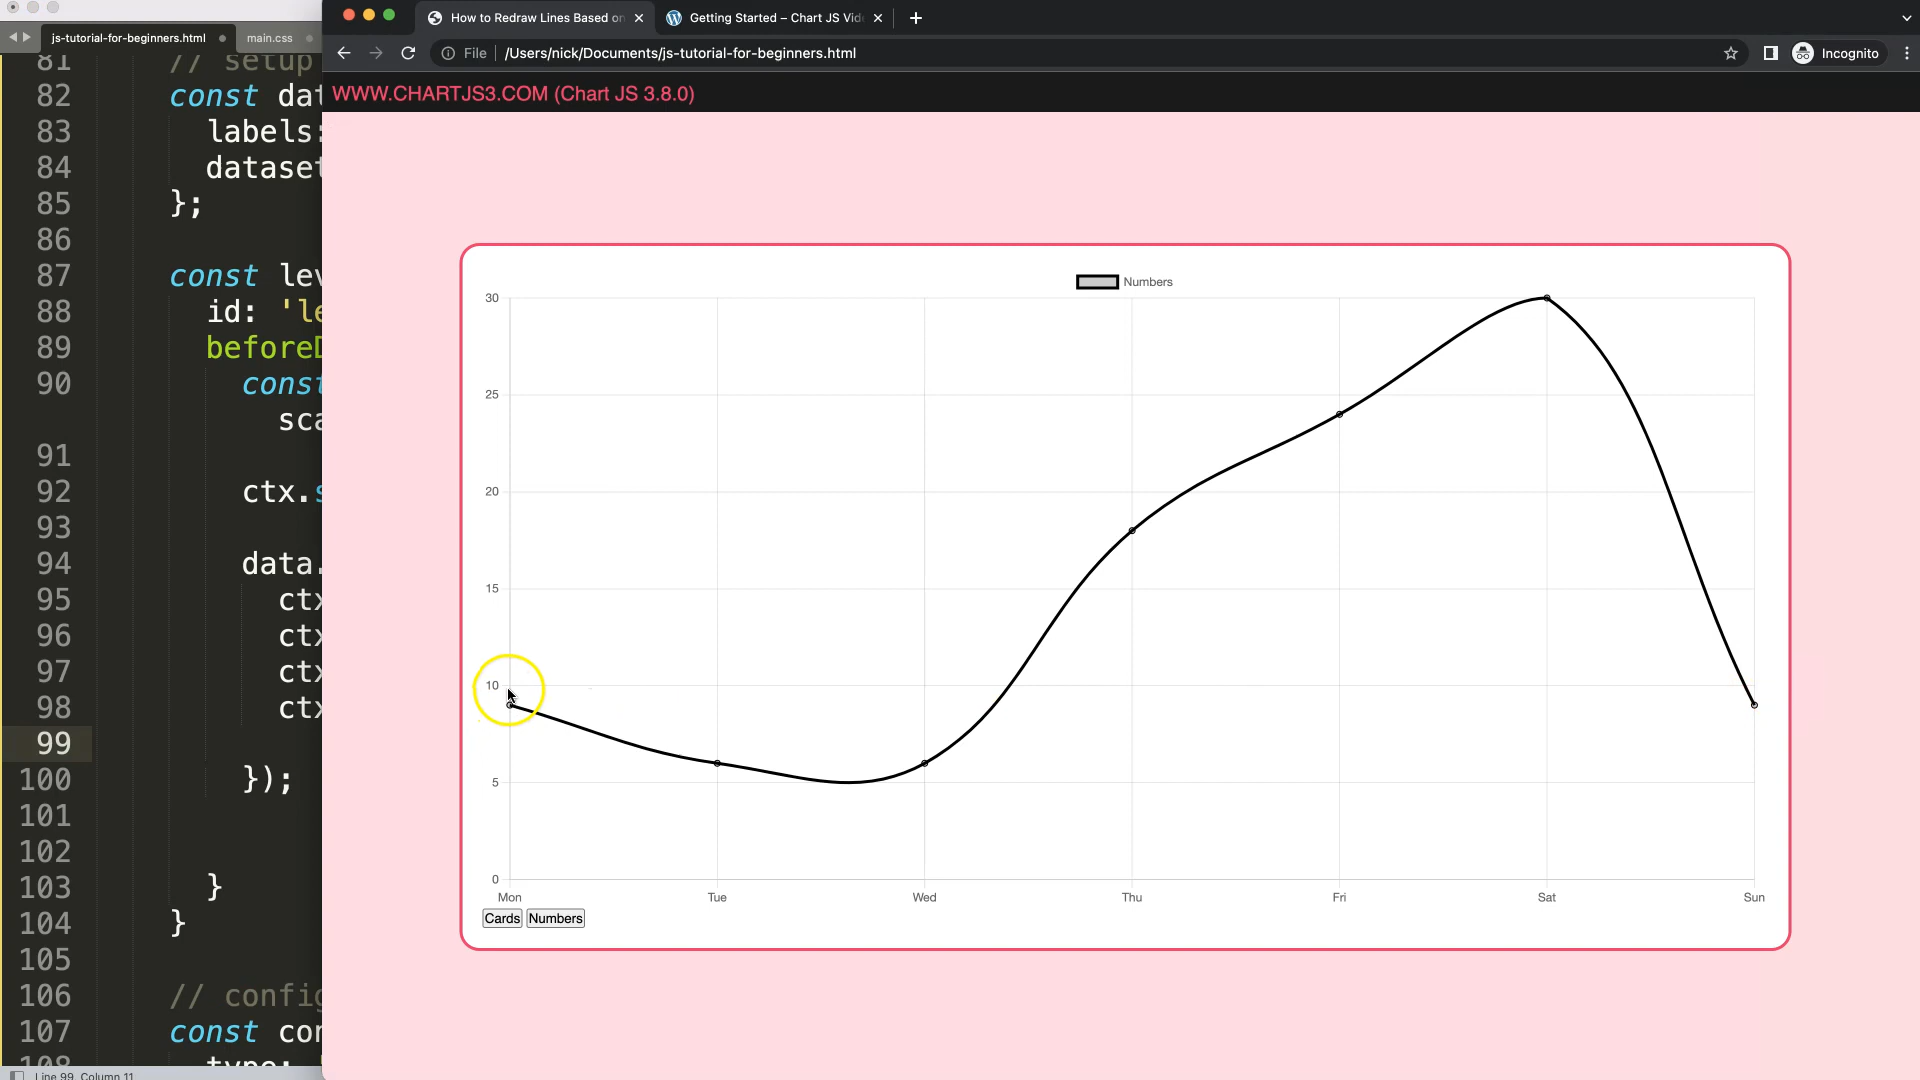 js-tutorial-for-beginners.html
main.css
81 // setup
82 const dat
83 labels:
84 dataset
85 };
86
87 const lev
88 id: 'le
89 beforeD
90 const
sca
91
92 ctx.s
93
94 data.
95 ctx
96 ctx
97 ctx
98 ctx
99
100 });
101
102
103 }
104 }
105
106 // config
107 const con
108 type:
Line 99, Column 11
How to Redraw Lines Based on
Getting Started – Chart JS Vid
File /Users/nick/Documents/js-tutorial-for-beginners.html
Incognito
WWW.CHARTJS3.COM (Chart JS 3.8.0)
Numbers
30
25
20
15
10
5
0
Mon Tue Wed Thu Fri Sat Sun
Cards Numbers